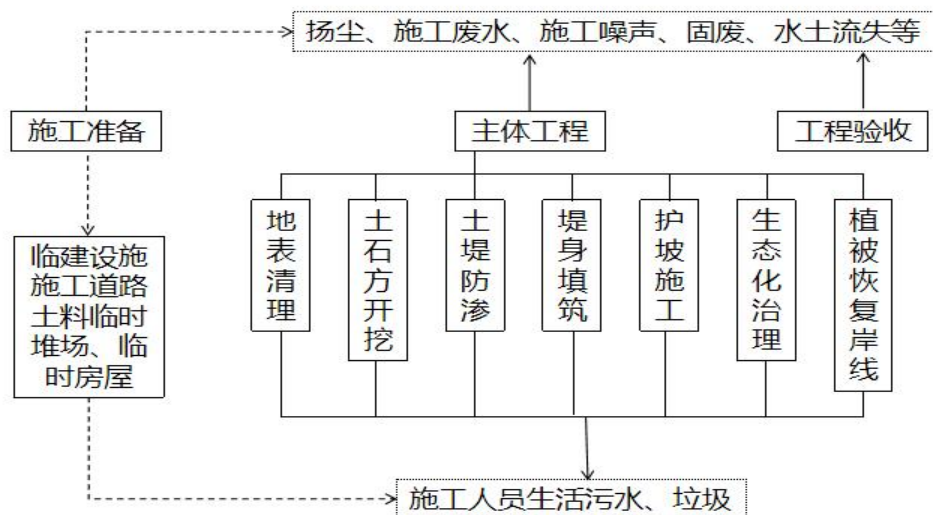 扬尘、施工废水、施工噪声、固废、水土流失等
施工准备
主体工程
工程验收
地表清理
土石方开挖
土堤防渗
堤身填筑
护坡施工
生态化治理
植被恢复岸线
临建设施
施工道路
土料临时
堆场、临
时房屋
施工人员生活污水、垃圾